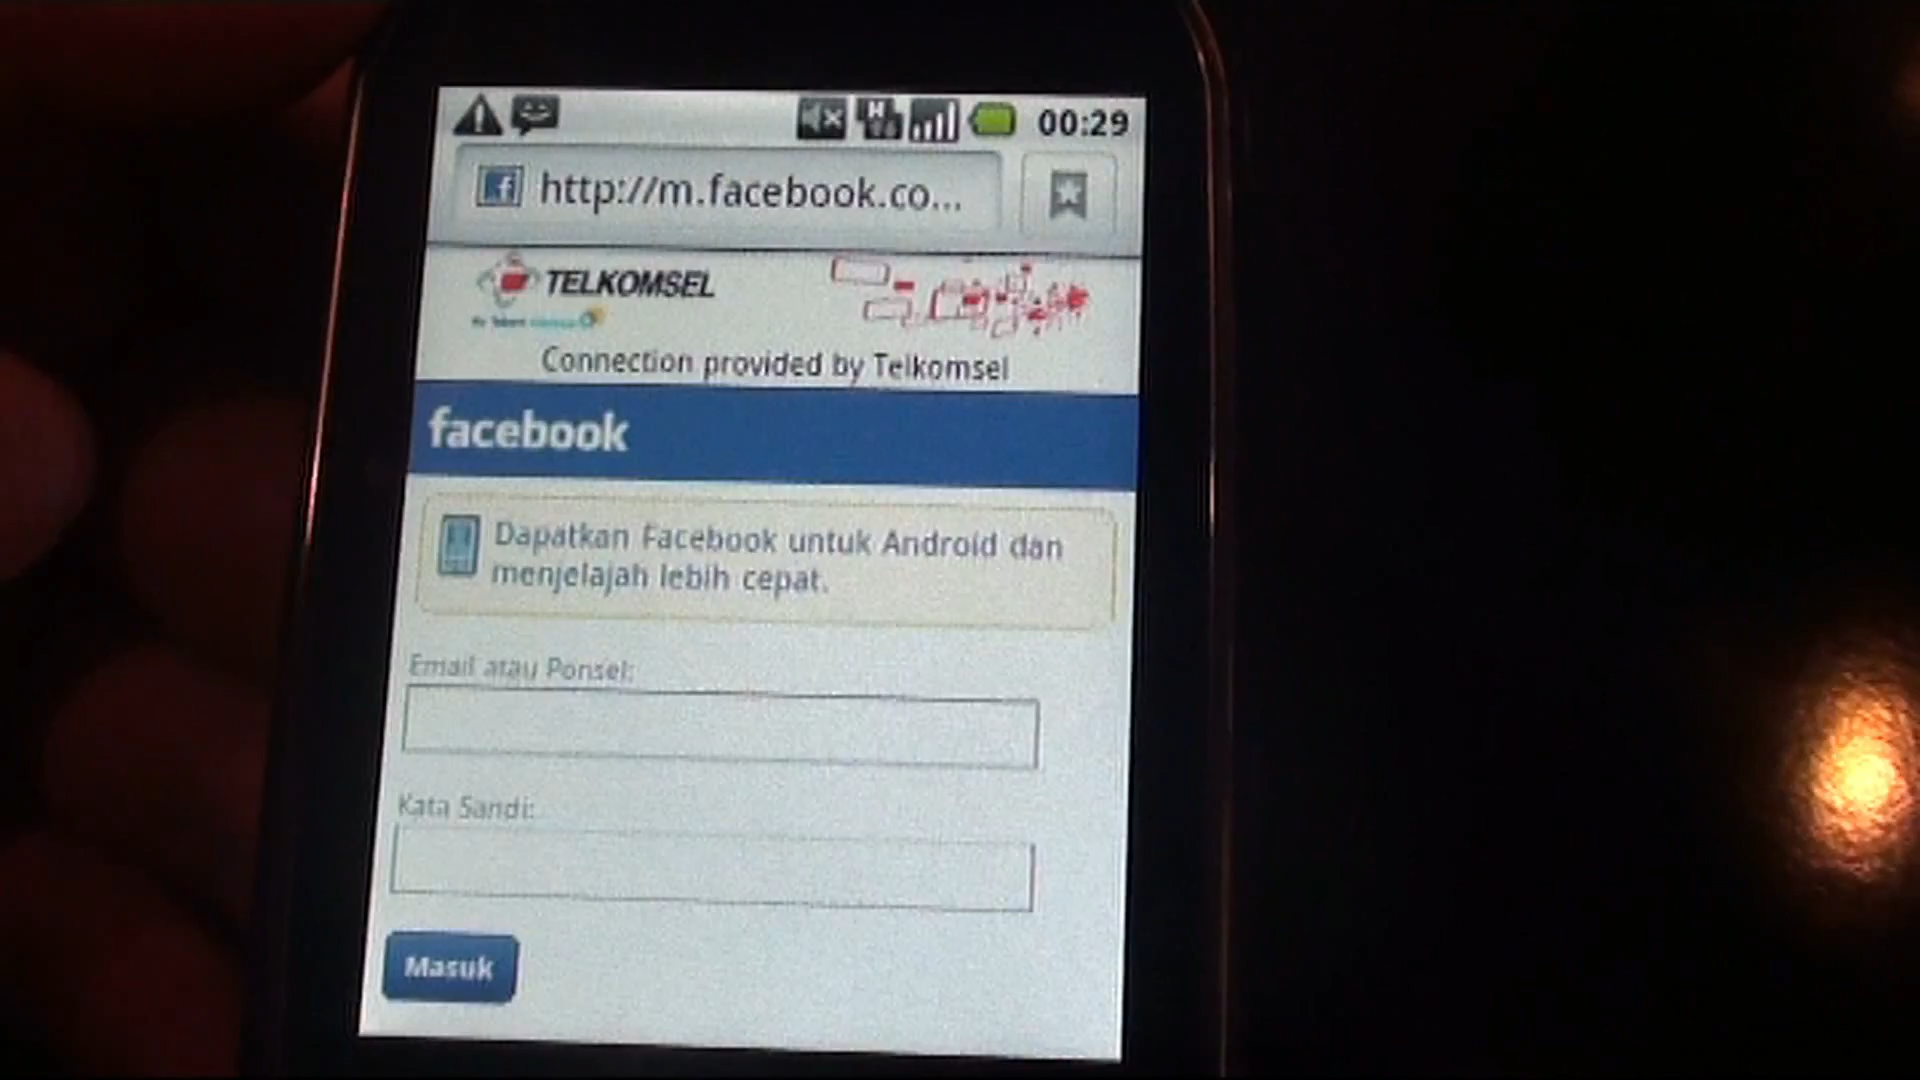 00:29
http://m.facebook.co...
TELKOMSEL
Connection provided by Telkomsel
facebook
Dapatkan Facebook untuk Android dan
menjelajah lebih cepat.
Email atau Ponsel:
Kata Sandi:
Masuk